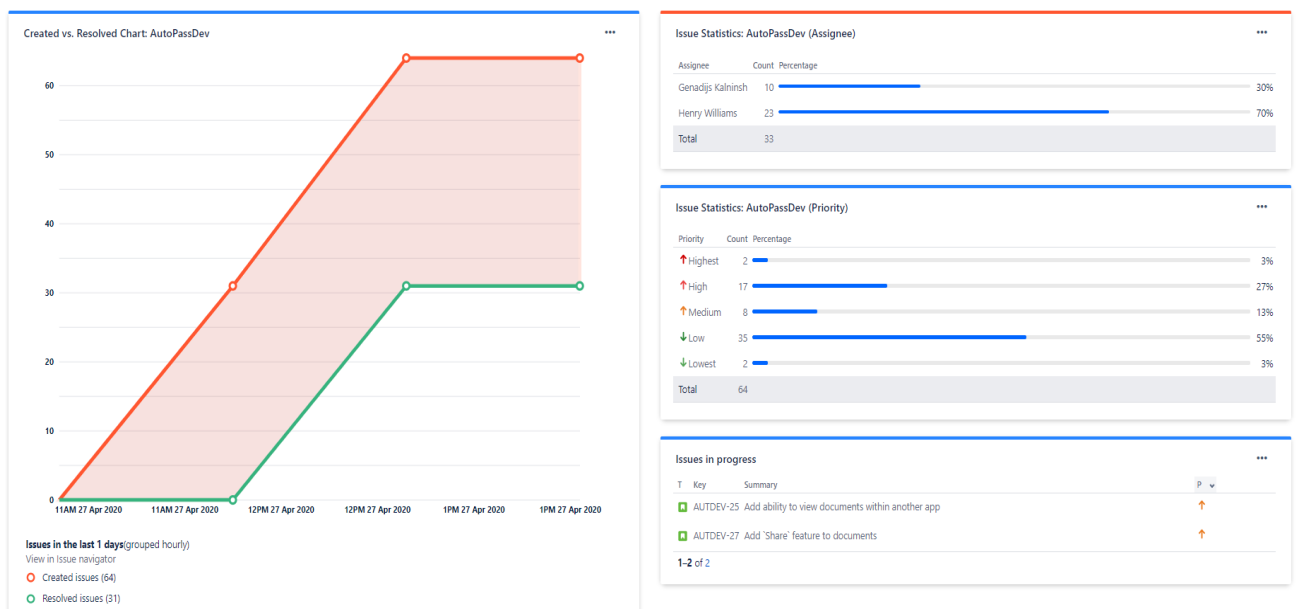 Created vs. Resolved Chart: AutoPassDev
60
50
40
30
20
10
0
11AM 27 Apr 2020 11AM 27 Apr 2020 12PM 27 Apr 2020 12PM 27 Apr 2020 1PM 27 Apr 2020 1PM 27 Apr 2020
Issues in the last 1 days(grouped hourly)
View in Issue navigator
Created issues (64)
Resolved issues (31)
Issue Statistics: AutoPassDev (Assignee)
Assignee Count Percentage
Genadijs Kalninsh 10 30%
Henry Williams 23 70%
Total 33
Issue Statistics: AutoPassDev (Priority)
Priority Count Percentage
Highest 2 3%
High 17 27%
Medium 8 13%
Low 35 55%
Lowest 2 3%
Total 64
Issues in progress
T Key Summary P
AUTDEV-25 Add ability to view documents within another app
AUTDEV-27 Add `Share` feature to documents
1–2 of 2